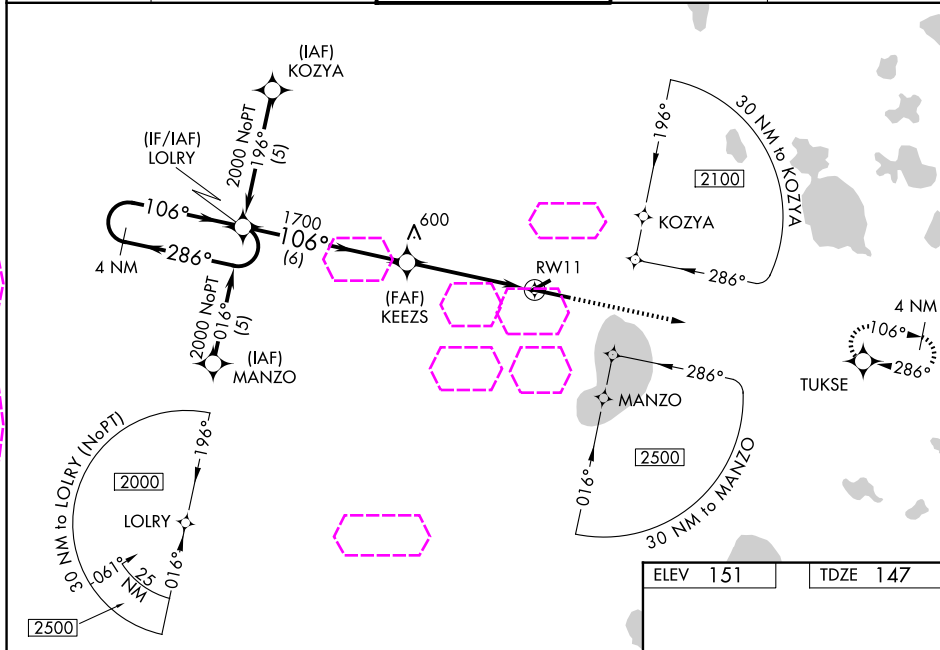 (IAF)
KOZYA
2000 NoPT
196°
(5)
(IF/IAF)
LOLRY
106°
286°
4 NM
1700
106°
(6)
600
(FAF)
KEEZS
RW11
2000 NoPT
016°
(5)
(IAF)
MANZO
30 NM to KOZYA
196°
2100
KOZYA
286°
4 NM
106°
286°
TUKSE
286°
MANZO
2500
016°
30 NM to MANZO
30 NM to LOLRY (NoPT)
196°
2000
LOLRY
061°
25
NM
016°
2500
ELEV 151
TDZE 147